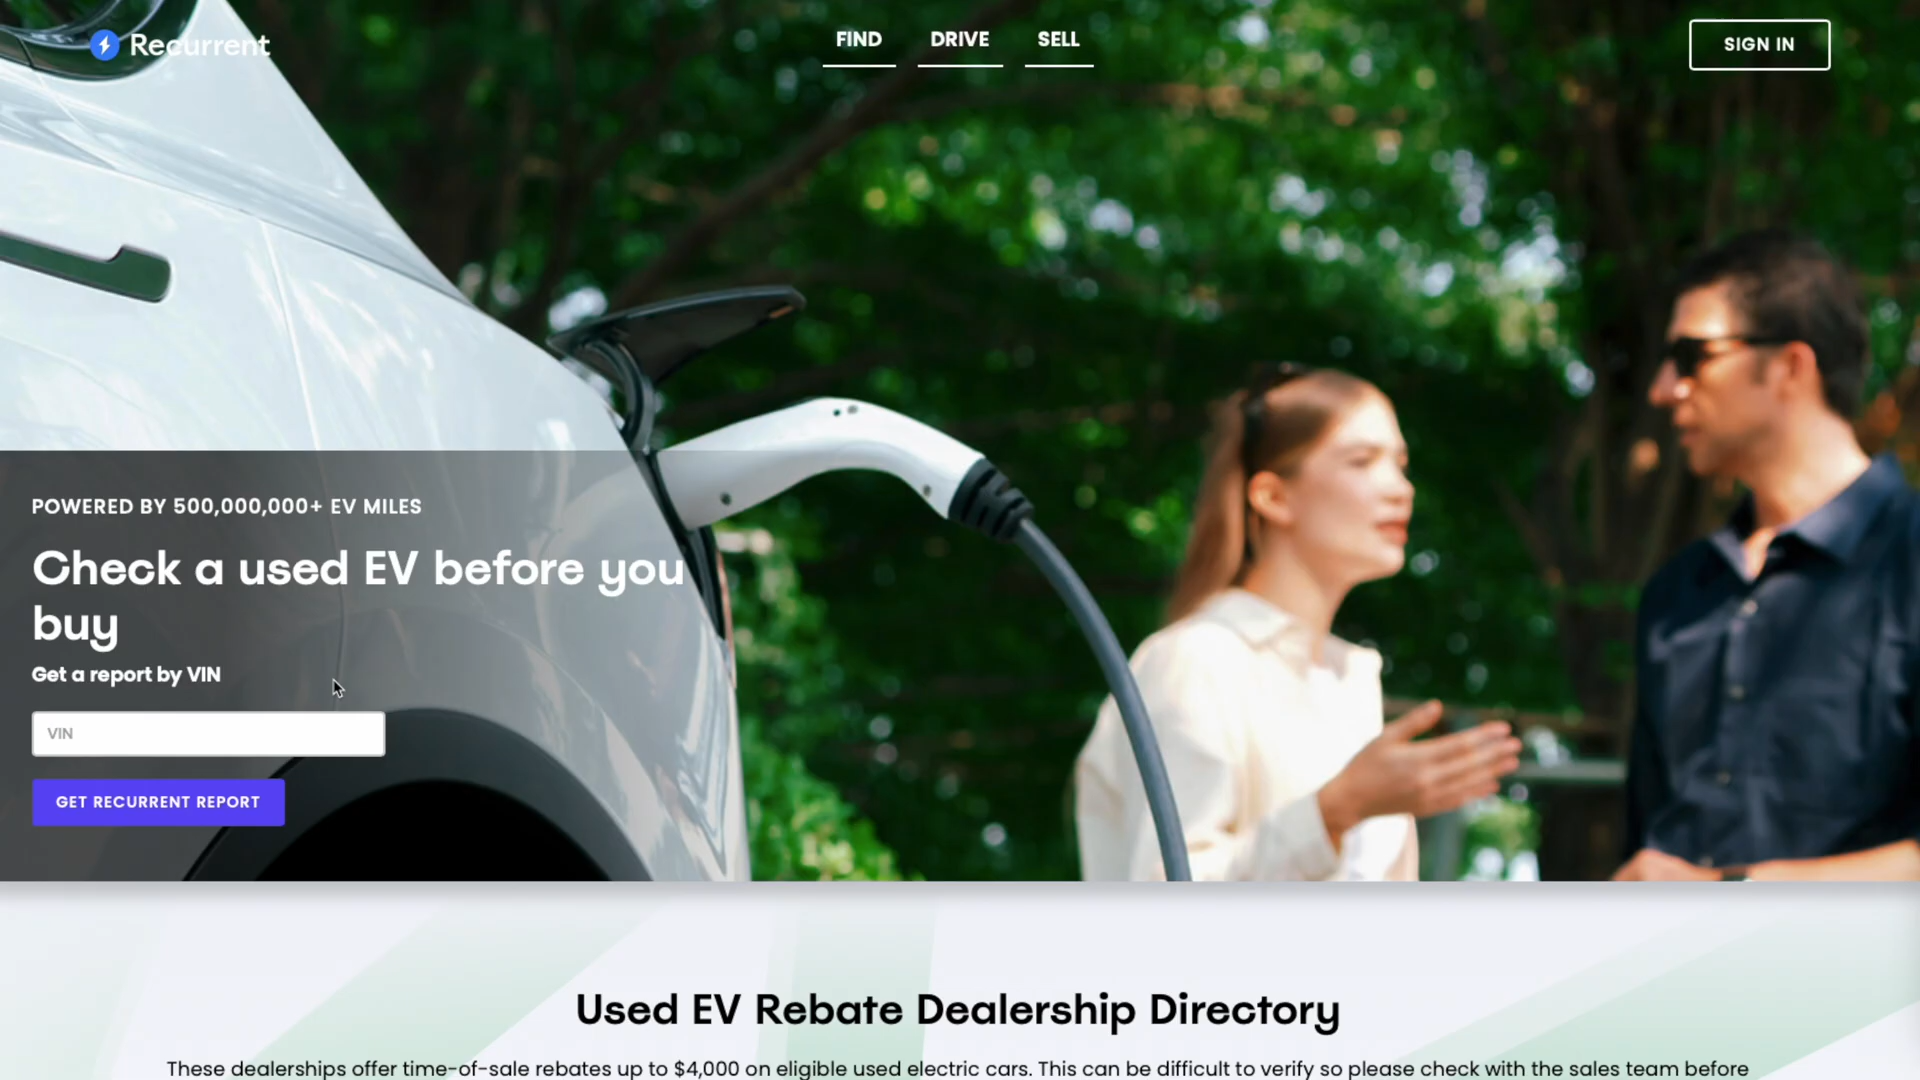 Recurrent
FIND DRIVE SELL
SIGN IN
POWERED BY 500,000,000+ EV MILES
Check a used EV before you
buy
Get a report by VIN
VIN
GET RECURRENT REPORT
Used EV Rebate Dealership Directory
These dealerships offer time-of-sale rebates up to $4,000 on eligible used electric cars. This can be difficult to verify so please check with the sales team before